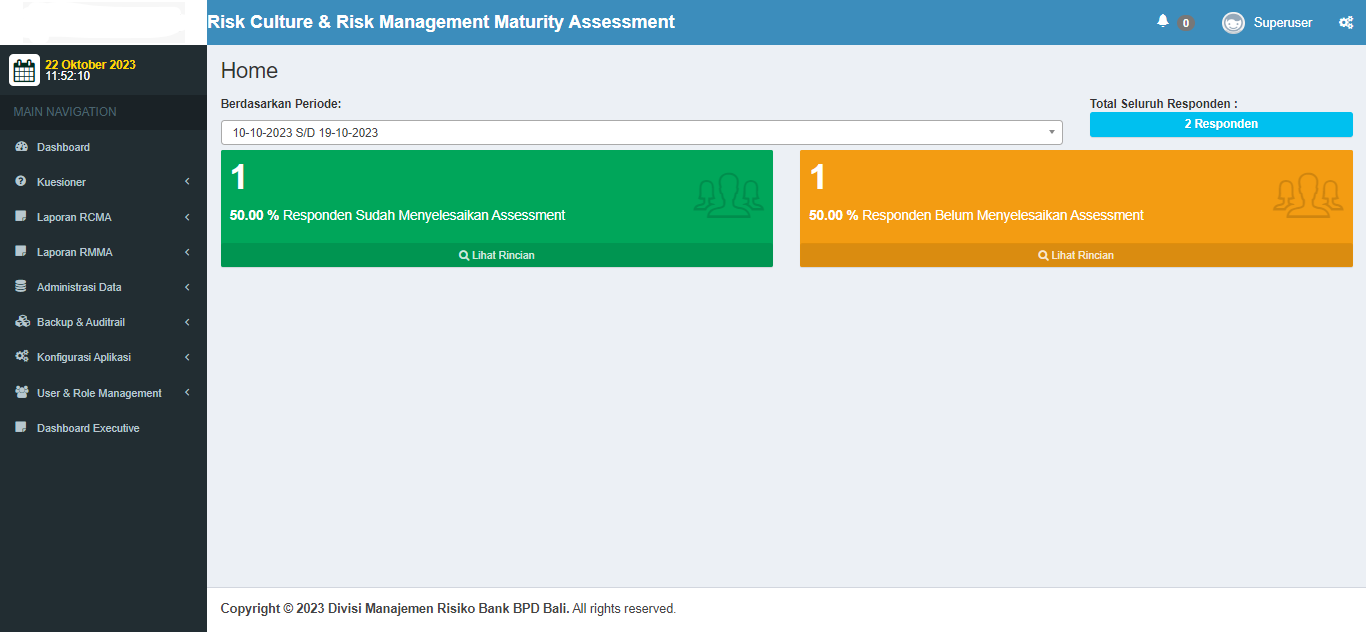 Risk Culture & Risk Management Maturity Assessment
0
Superuser
22 Oktober 2023
11:52:10
MAIN NAVIGATION
Dashboard
Kuesioner
Laporan RCMA
Laporan RMMA
Administrasi Data
Backup & Auditrail
Konfigurasi Aplikasi
User & Role Management
Dashboard Executive
Home
Berdasarkan Periode:
10-10-2023 S/D 19-10-2023
Total Seluruh Responden :
2 Responden
1
50.00 % Responden Sudah Menyelesaikan Assessment
Lihat Rincian
1
50.00 % Responden Belum Menyelesaikan Assessment
Lihat Rincian
Copyright © 2023 Divisi Manajemen Risiko Bank BPD Bali. All rights reserved.